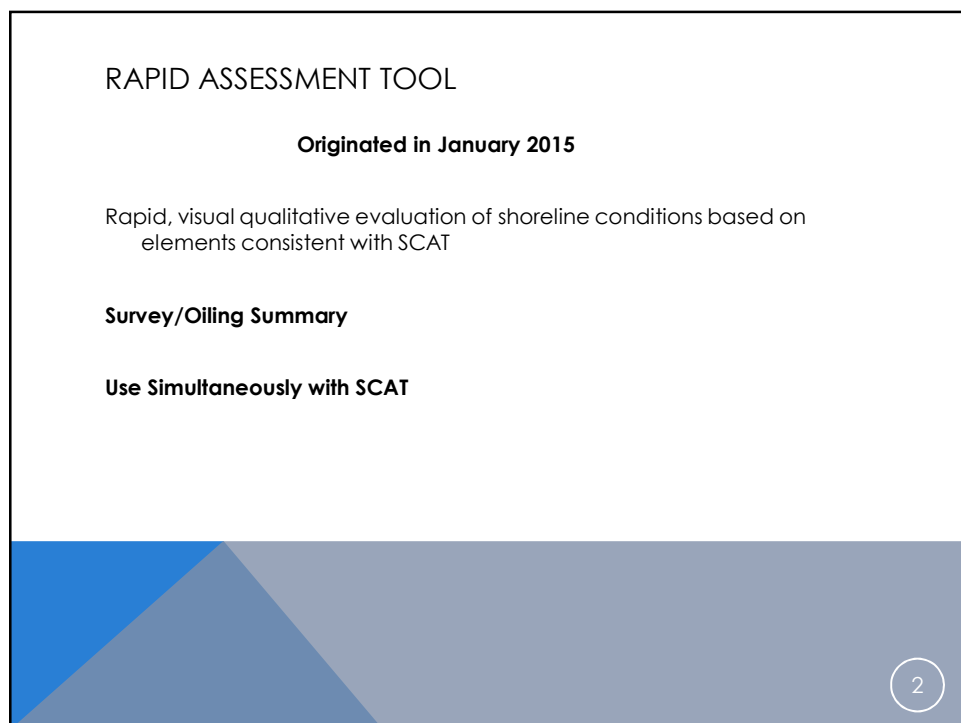 RAPID ASSESSMENT TOOL
Originated in January 2015
Rapid, visual qualitative evaluation of shoreline conditions based on
elements consistent with SCAT
Survey/Oiling Summary
Use Simultaneously with SCAT
2